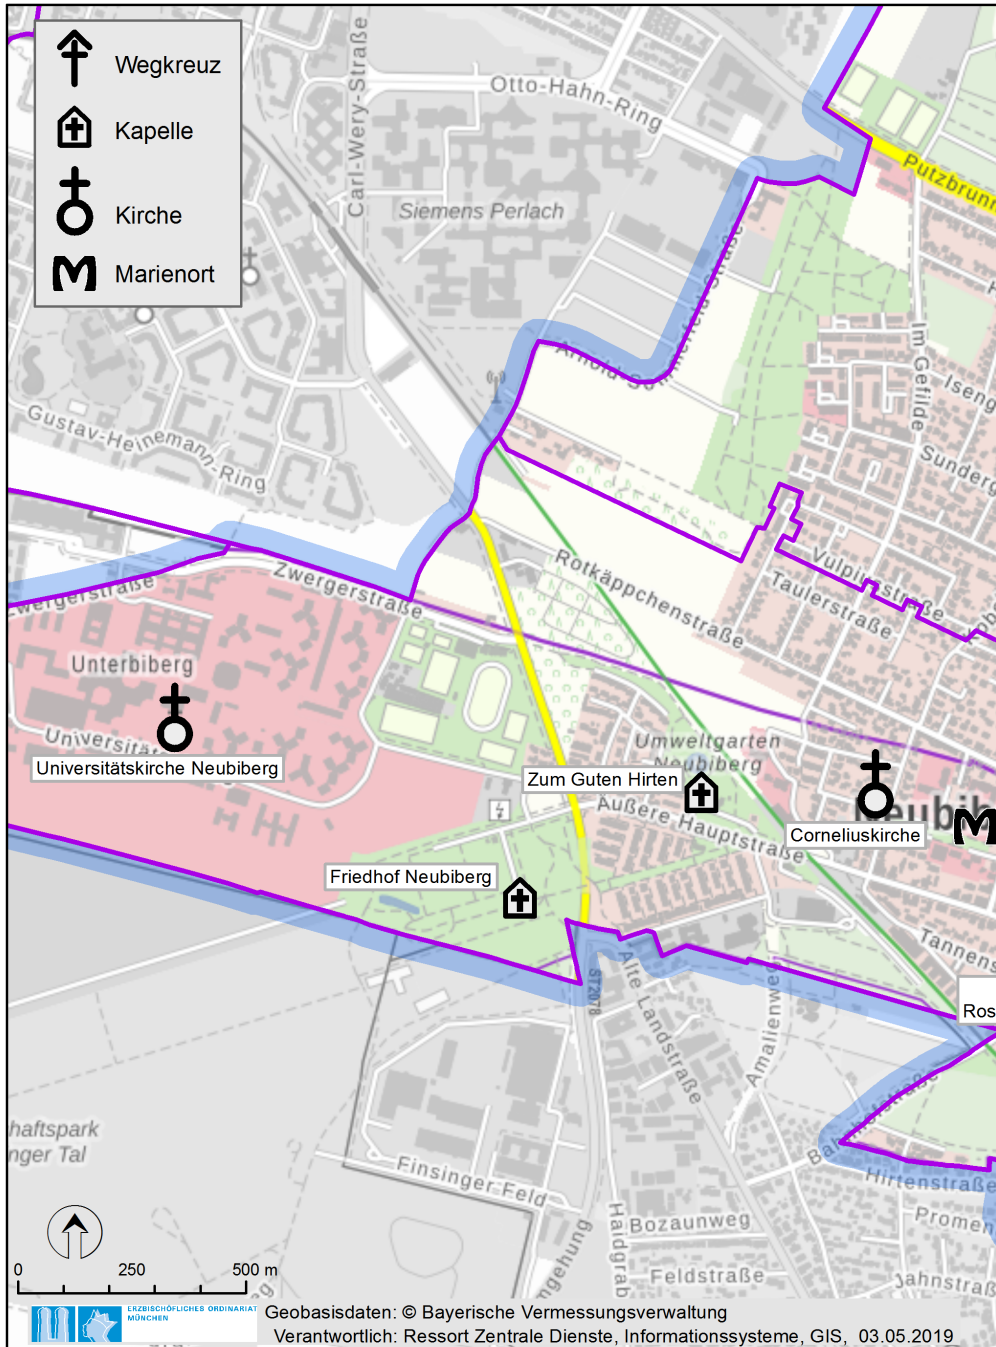 Wegkreuz
Kapelle
Kirche
Marienort
Carl-Wery-Straße
Otto-Hahn-Ring
Putzbrunn
Siemens Perlach
Im Gefilde
Iseng
Sunderg
Gustav-Heinemann-Ring
Zwergerstraße
Rotkäppchenstraße
Vulpiusstraße
Taulerstraße
Unterbiberg
Universitätskirche Neubiberg
Umweltgarten
Neubiberg
Zum Guten Hirten
Äußere Hauptstraße
Corneliuskirche
Friedhof Neubiberg
Tannens
Ros
ST2078
Alte Landstraße
Amalienweg
haftspark
nger Tal
Finsinger Feld
Hirtenstraße
Promen
Haidgrab
Bozaunweg
Feldstraße
Jahnstraß
mgehung
0 250 500 m
ERZBISCHÖFLICHES ORDINARIAT
MÜNCHEN
Geobasisdaten: © Bayerische Vermessungsverwaltung
Verantwortlich: Ressort Zentrale Dienste, Informationssysteme, GIS, 03.05.2019